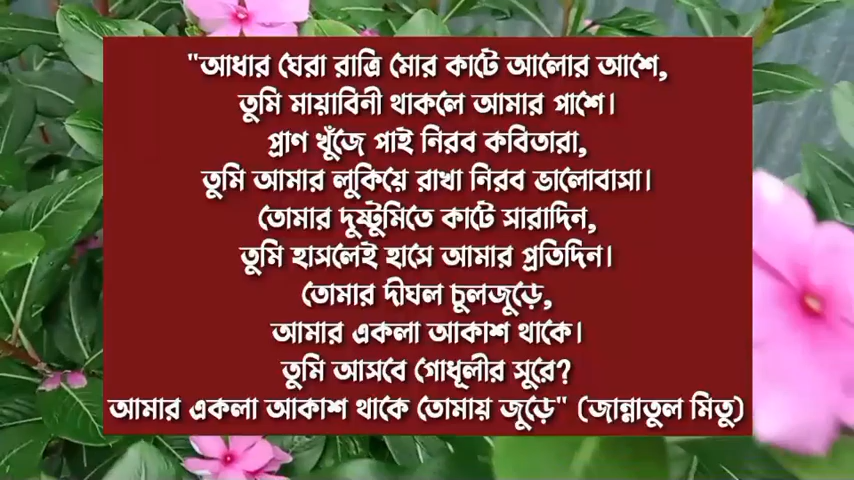 "আধার ঘেরা রাত্রি মোর কাটে আলোর আশে,
তুমি মায়াবিনী থাকলে আমার পাশে।
প্রাণ খুঁজে পাই নিরব কবিতারা,
তুমি আমার লুকিয়ে রাখা নিরব ভালোবাসা।
তোমার দুষ্টুমিতে কাটে সারাদিন,
তুমি হাসলেই হাসে আমার প্রতিদিন।
তোমার দীঘল চুলজুড়ে,
আমার একলা আকাশ থাকে।
তুমি আসবে গোধূলীর সুরে?
আমার একলা আকাশ থাকে তোমায় জুড়ে" (জান্নাতুল মিতু)